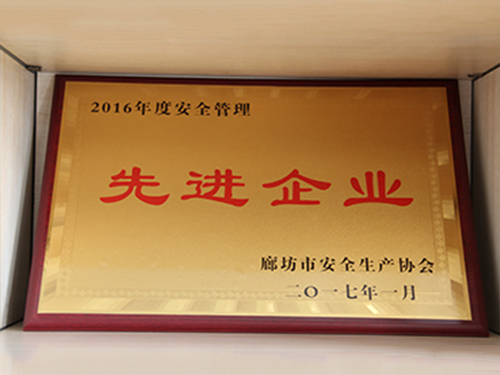 2016年度安全管理
先进企业
廊坊市安全生产协会
二〇一七年一月